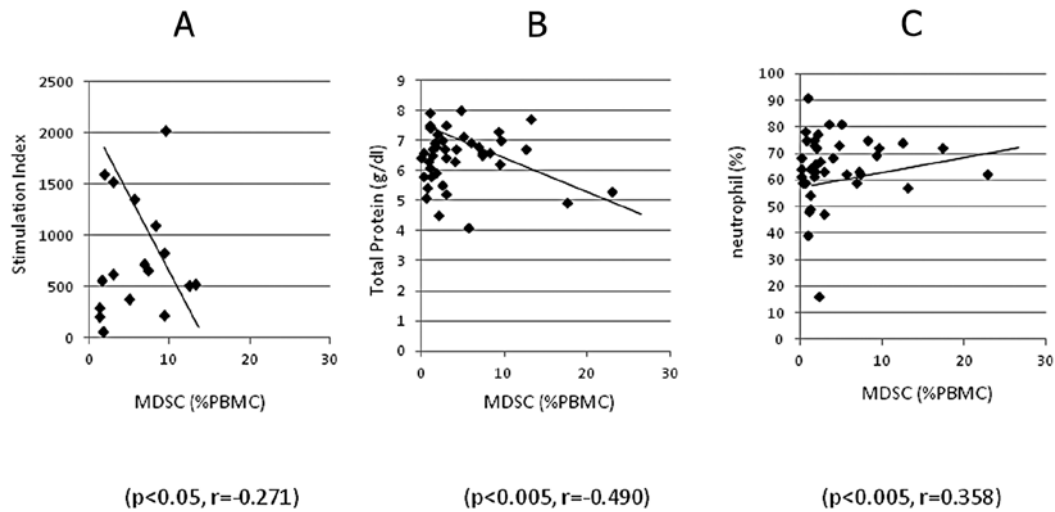 A
B
C
2500
2000
1500
1000
500
0
0 10 20 30
Stimulation Index
MDSC (%PBMC)
9
8
7
6
5
4
3
2
1
0
0 10 20 30
Total Protein (g/dl)
MDSC (%PBMC)
100
90
80
70
60
50
40
30
20
10
0
0 10 20 30
neutrophil (%)
MDSC (%PBMC)
(p<0.05, r=-0.271)
(p<0.005, r=-0.490)
(p<0.005, r=0.358)